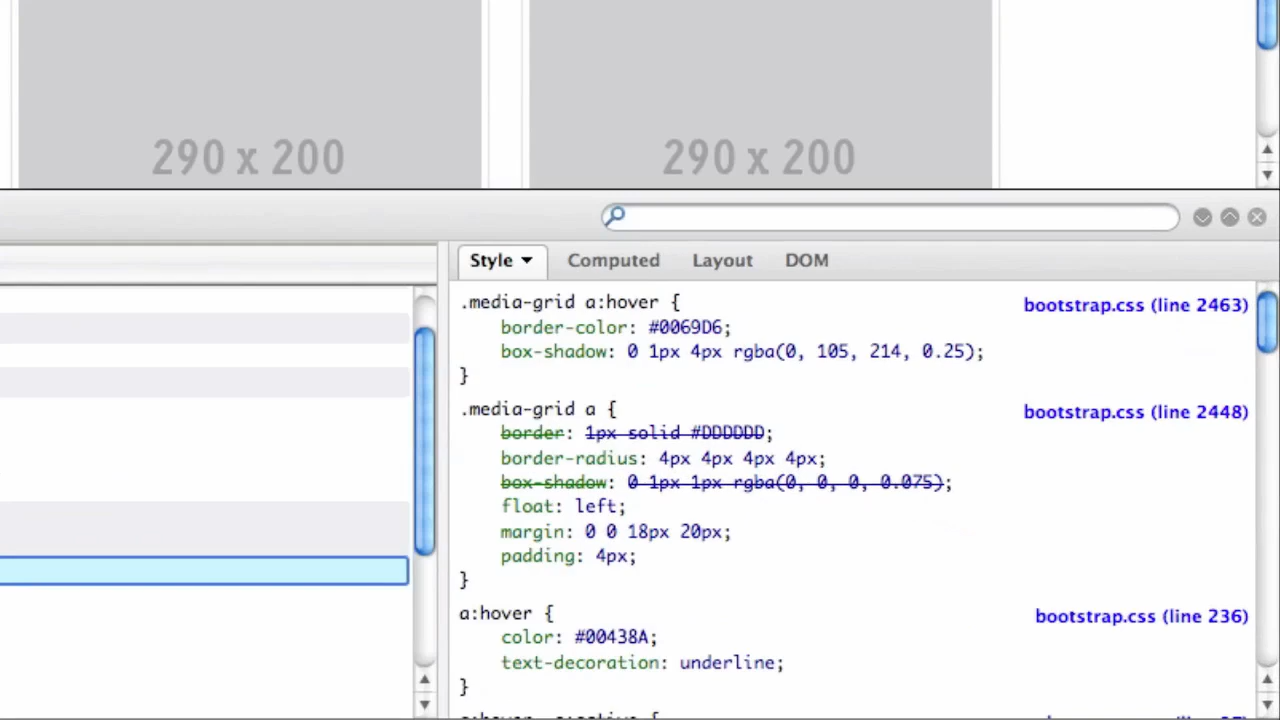 290 x 200
290 x 200
Style
Computed
Layout
DOM
.media-grid a:hover {
bootstrap.css (line 2463)
border-color: #0069D6;
box-shadow: 0 1px 4px rgba(0, 105, 214, 0.25);
}
.media-grid a {
bootstrap.css (line 2448)
border: 1px solid #DDDDDD;
border-radius: 4px 4px 4px 4px;
box-shadow: 0 1px 1px rgba(0, 0, 0, 0.075);
float: left;
margin: 0 0 18px 20px;
padding: 4px;
}
a:hover {
bootstrap.css (line 236)
color: #00438A;
text-decoration: underline;
}